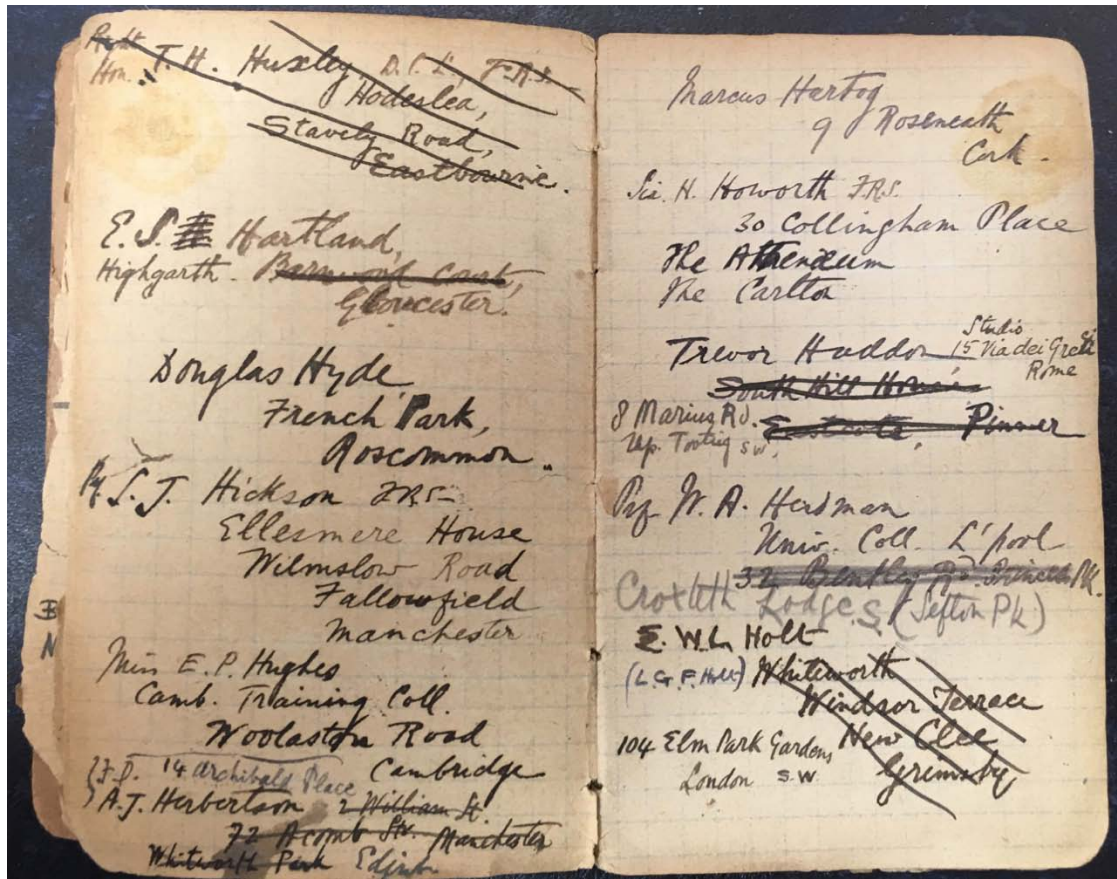 Right
Hon. T. H. Huxley, D.C.L. F.R.S.
Hodeslea,
Stavely Road,
Eastbourne.
E. S. Hartland,
Highgarth. Barnwood Court,
Gloucester.
Douglas Hyde
French Park,
Roscommon.
Pf. S. J. Hickson FRS
Ellesmere House
Wilmslow Road
Fallowfield
Manchester
Miss E. P. Hughes
Camb. Training Coll.
Woolaston Road
Cambridge
14 Archibald Place
A. J. Herbertson 2 William St.
72 Acomb St. Manchester
Whitworth Park Edinb
Marcus Hartog
9 Roseneath
Cork.
Sir. H. Howorth F.R.S.
30 Collingham Place
The Athenæum
The Carlton
Trevor Haddon Studio
15 Via dei Greci
Rome
South Hill House
8 Marius Rd. Eastcote, Pinner
Up. Tooting S.W.
Prof W. A. Herdman
Univ. Coll. L'pool
32 Bentley Rd. Princes Pk.
Croxteth Lodge S. (Sefton Pk)
E. W. L. Holt
(L. G. F. Holt) Whiteworth
Windsor Terrace
104 Elm Park Gardens New Clee
London S.W. Grimsby